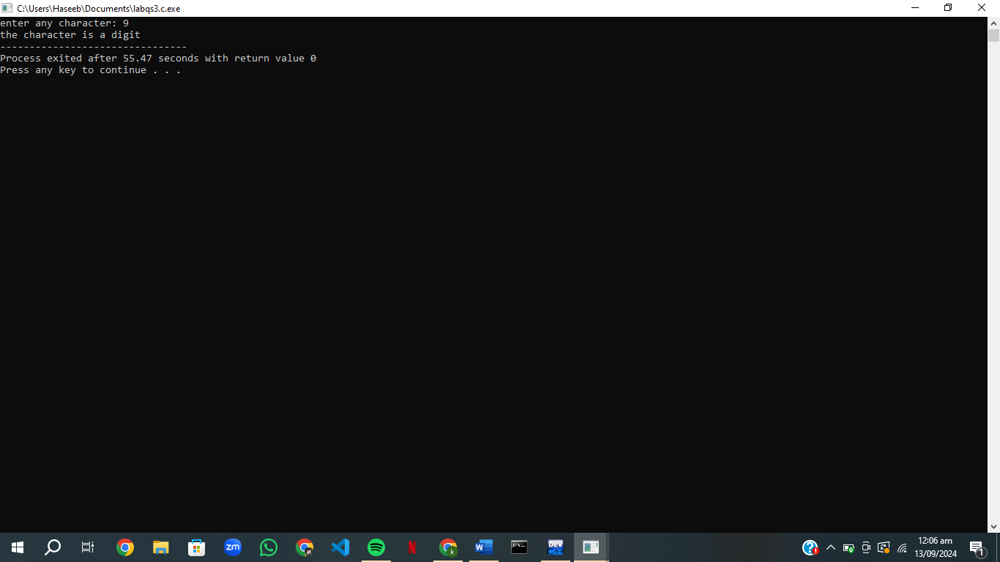 C:\Users\Haseeb\Documents\labqs3.c.exe
enter any character: 9
the character is a digit
--------------------------------
Process exited after 55.47 seconds with return value 0
Press any key to continue . . .
zm
N
k
W
C:\_
DEV
C++
12:06 am
13/09/2024
1